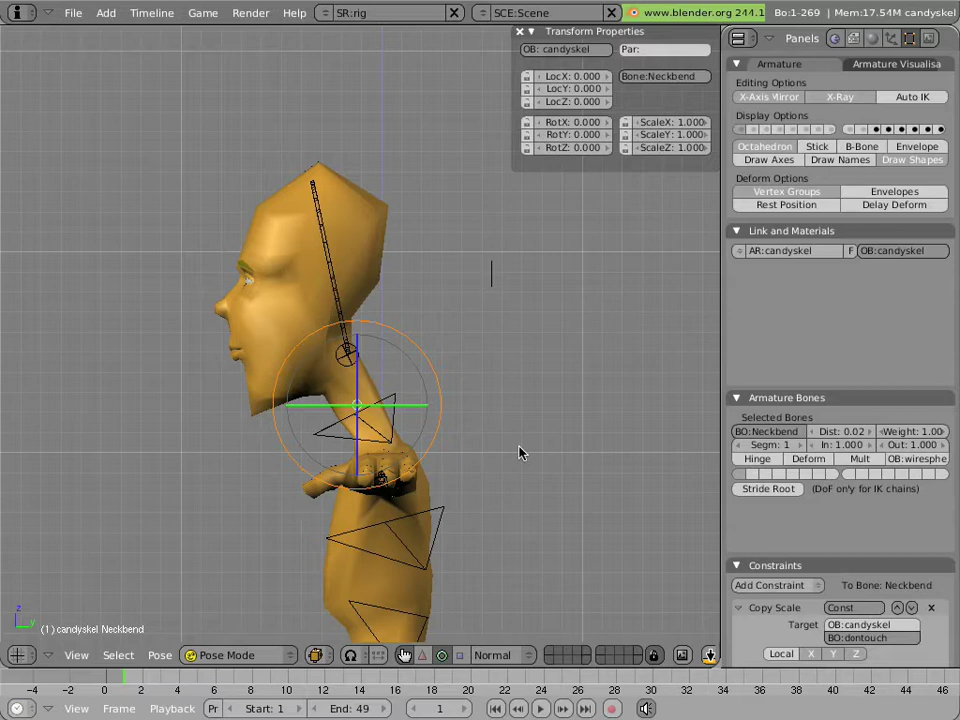 File Add Timeline Game Render Help SR:rig SCE:Scene www.blender.org 244.1 Bo:1-269 | Mem:17.54M candyskel
Transform Properties
OB: candyskel Par:
LocX: 0.000 Bone:Neckbend
LocY: 0.000
LocZ: 0.000
RotX: 0.000 ScaleX: 1.000
RotY: 0.000 ScaleY: 1.000
RotZ: 0.000 ScaleZ: 1.000
Panels
Armature Armature Visualisa
Editing Options
X-Axis Mirror X-Ray Auto IK
Display Options
Octahedron Stick B-Bone Envelope
Draw Axes Draw Names Draw Shapes
Deform Options
Vertex Groups Envelopes
Rest Position Delay Deform
Link and Materials
AR:candyskel F OB:candyskel
Armature Bones
Selected Bones
BO:Neckbend Dist: 0.02 Weight: 1.00
Segm: 1 In: 1.000 Out: 1.000
Hinge Deform Mult OB:wiresphe
Stride Root (DoF only for IK chains)
Constraints
Add Constraint To Bone: Neckbend
Copy Scale Const
Target OB:candyskel
BO:dontouch
Local X Y Z
z
y
(1) candyskel Neckbend
View Select Pose Pose Mode Normal
-4 -2 0 2 4 6 8 10 12 14 16 18 20 22 24 26 28 30 32 34 36 38 40 42 44 46
View Frame Playback Pr Start: 1 End: 49 1